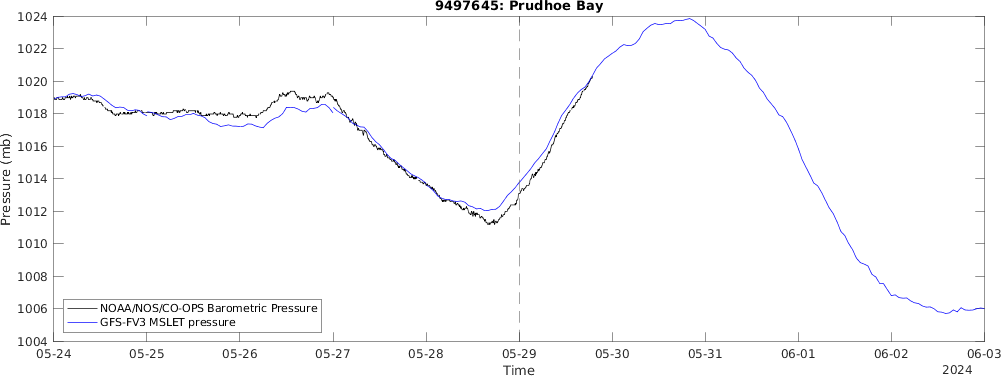 9497645: Prudhoe Bay
Pressure (mb)
1024
1022
1020
1018
1016
1014
1012
1010
1008
1006
1004
NOAA/NOS/CO-OPS Barometric Pressure
GFS-FV3 MSLET pressure
05-24 05-25 05-26 05-27 05-28 05-29 05-30 05-31 06-01 06-02 06-03
Time
2024